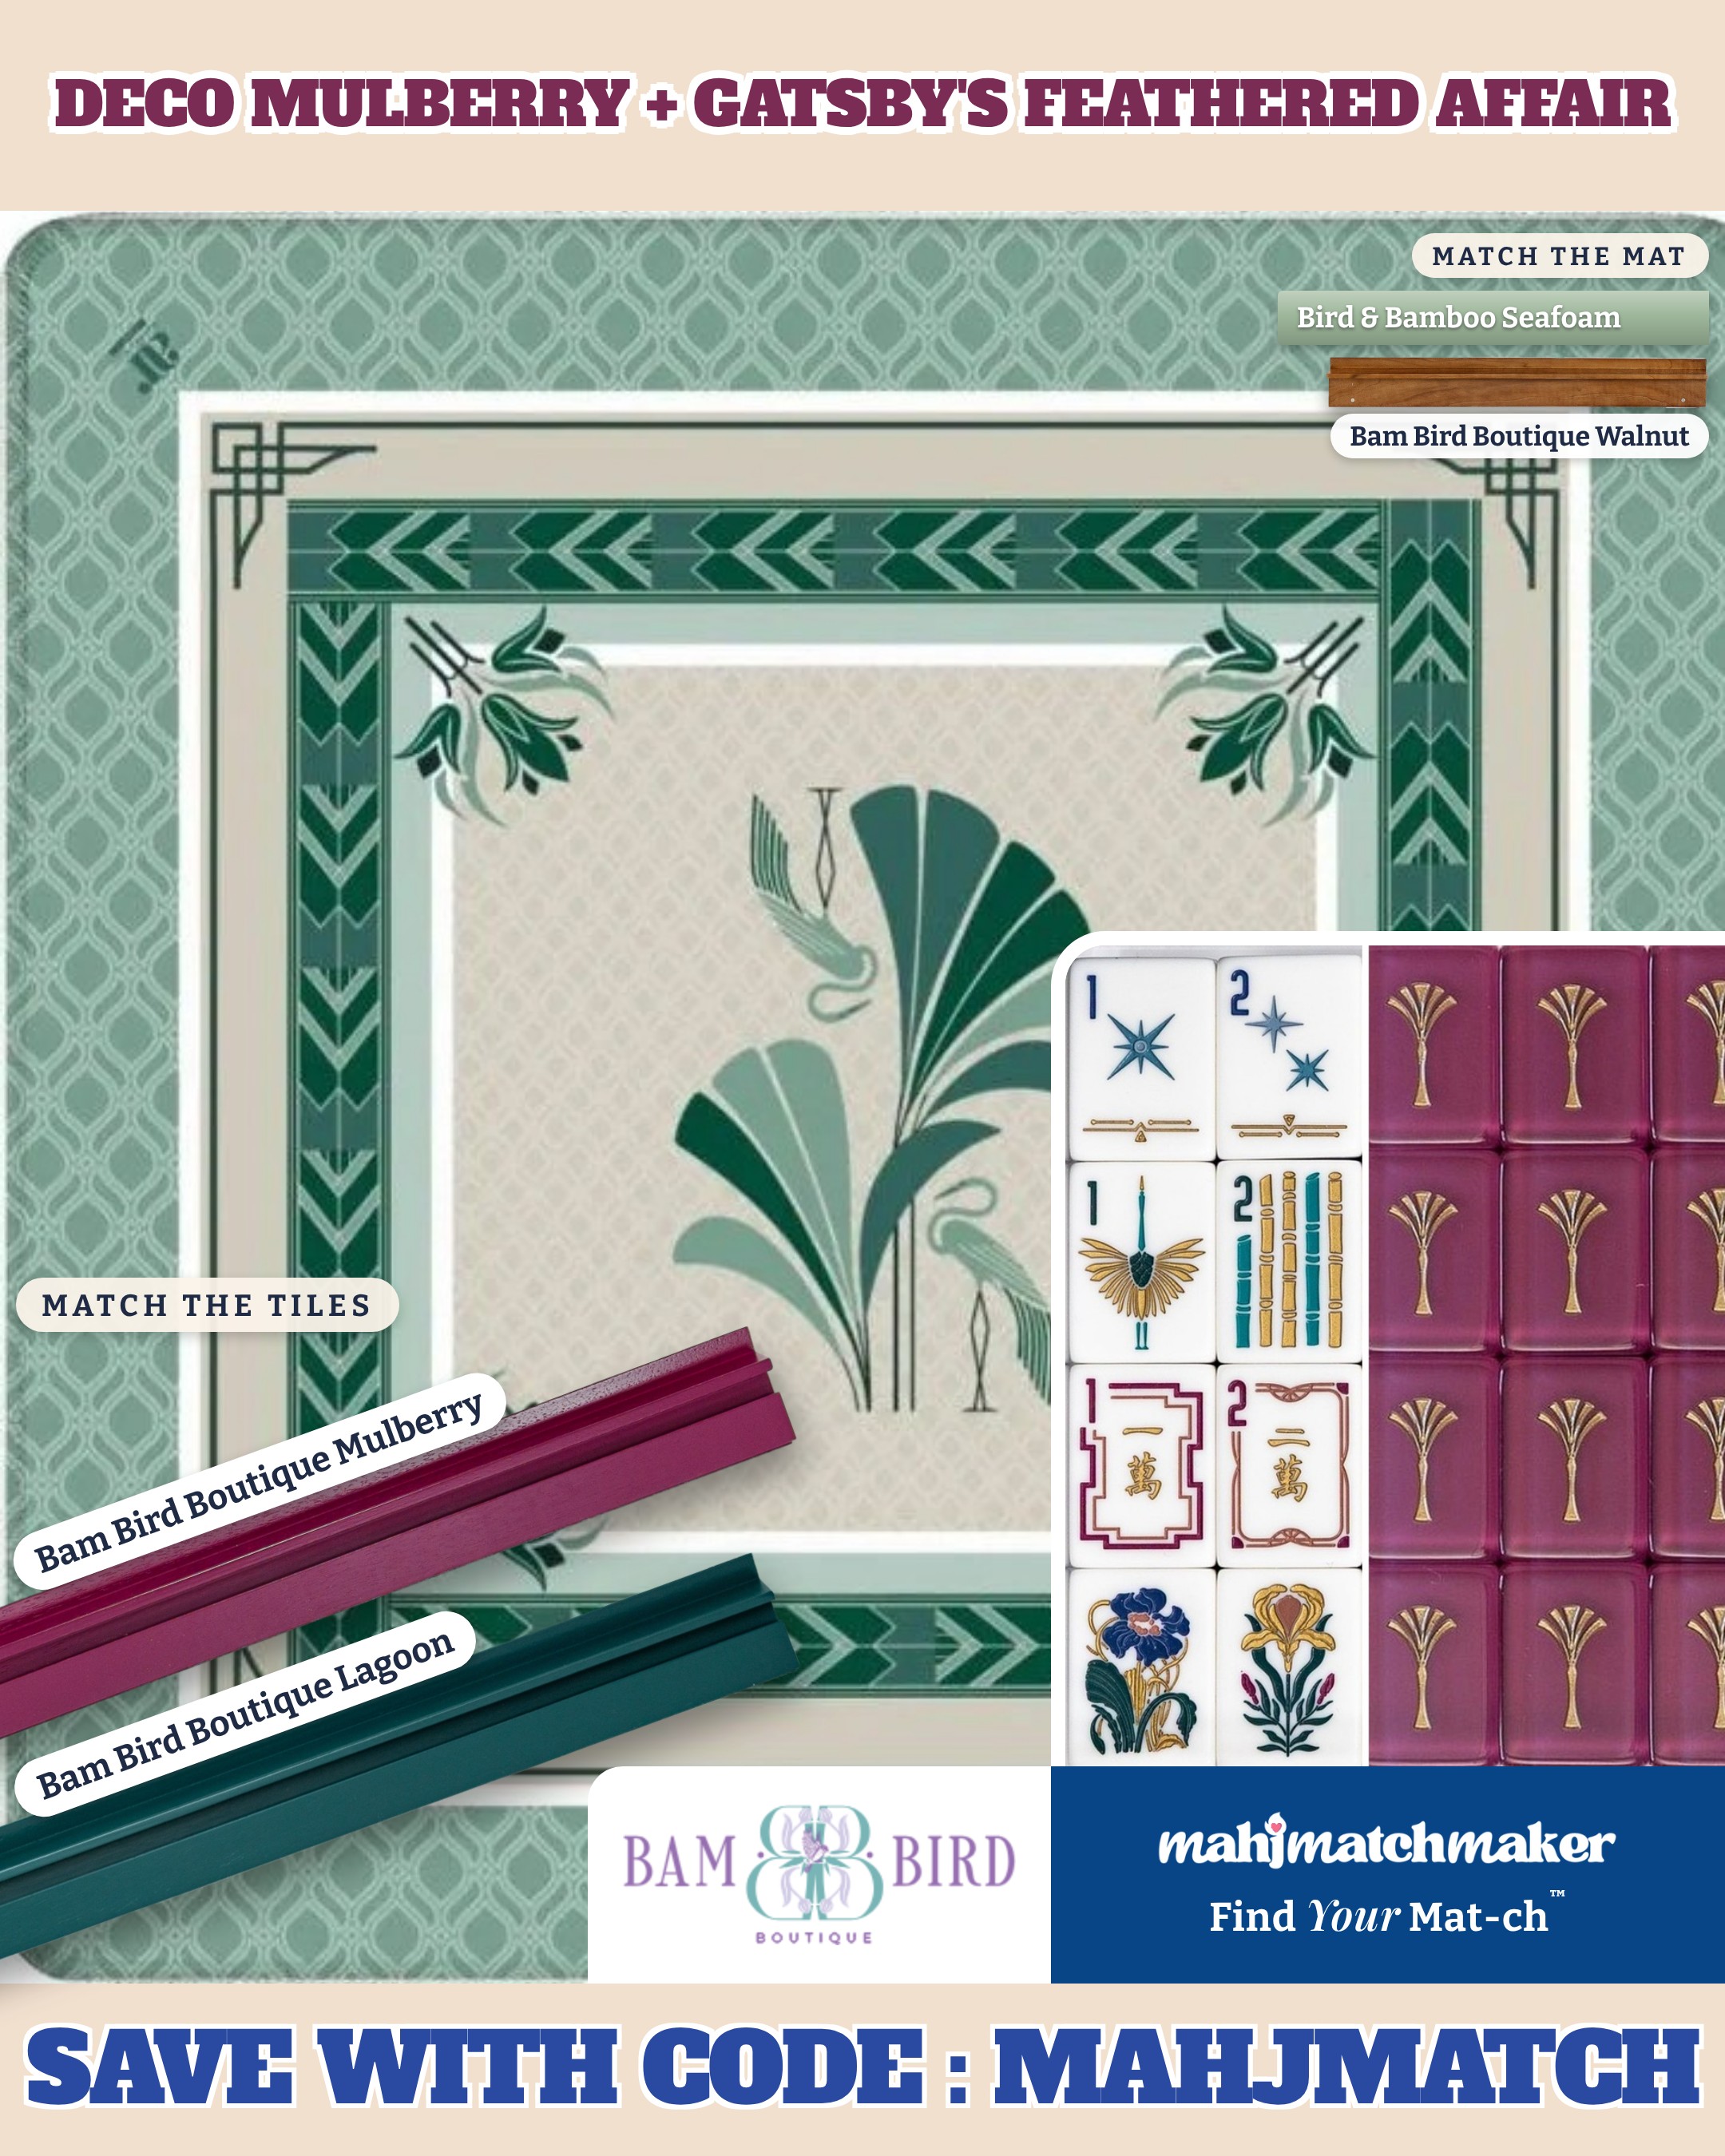 DECO MULBERRY + GATSBY'S FEATHERED AFFAIR
MATCH THE MAT
Bird & Bamboo Seafoam
Bam Bird Boutique Walnut
1
2
1
2
1
一
萬
2
二
萬
MATCH THE TILES
Bam Bird Boutique Mulberry
Bam Bird Boutique Lagoon
BAM BIRD
BOUTIQUE
mahjmatchmaker
Find Your Mat-ch™
SAVE WITH CODE : MAHJMATCH